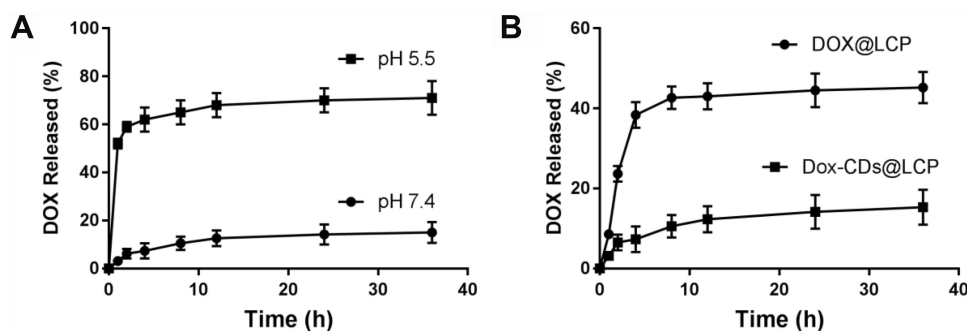 A
100
80
60
40
20
0
DOX Released (%)
pH 5.5
pH 7.4
0 10 20 30 40
Time (h)
B
60
40
20
0
DOX Released (%)
DOX@LCP
Dox-CDs@LCP
0 10 20 30 40
Time (h)